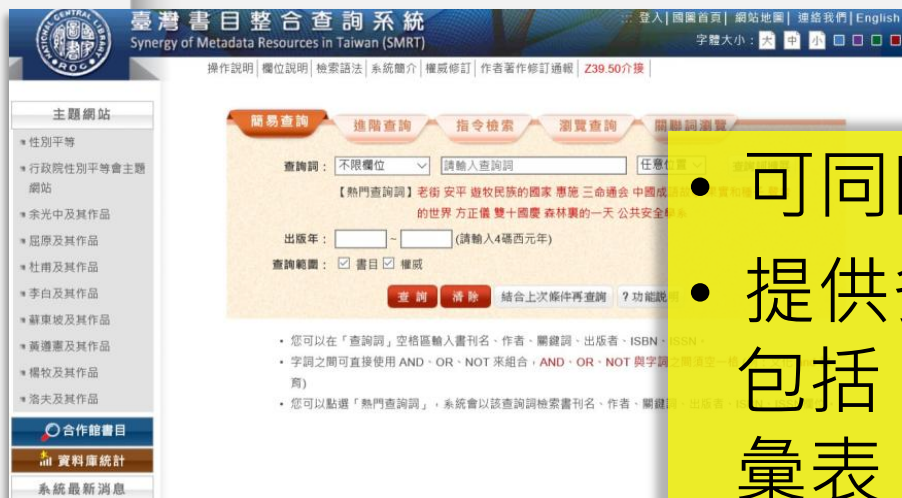 CENTRAL LIBRARY
NATIONAL
ROC
臺灣書目整合查詢系統
Synergy of Metadata Resources in Taiwan (SMRT)
::: 登入| 國圖首頁| 網站地圖| 連絡我們| English
字體大小：大 中 小
操作說明| 欄位說明| 檢索語法| 系統簡介| 權威修訂| 作者著作修訂通報| Z39.50介接|
主題網站
性別平等
行政院性別平等會主題
網站
余光中及其作品
屈原及其作品
杜甫及其作品
李白及其作品
蘇東坡及其作品
黃遵憲及其作品
楊牧及其作品
洛夫及其作品
合作館書目
資料庫統計
系統最新消息
簡易查詢 進階查詢 指令檢索 瀏覽查詢 關聯詞瀏覽
查詢詞： 不限欄位 請輸入查詢詞 任意位置
【熱門查詢詞】老街 安平 遊牧民族的國家 惠施 三命通会 中國成
的世界 方正儀 雙十國慶 森林裏的一天 公共安全
出版年： ~ (請輸入4碼西元年)
查詢範圍： 書目 權威
查 詢 清 除 結合上次條件再查詢 ?功能說明
• 您可以在「查詢詞」空格區輸入書刊名、作者、關鍵詞、出版者、ISBN、ISSN、
• 字詞之間可直接使用 AND、OR、NOT 來組合，AND、OR、NOT 與字詞之間須空一格
育)
• 您可以點選「熱門查詢詞」，系統會以該查詢詞檢索書刊名、作者、關鍵詞、出版者、ISBN、ISSN
• 可同
• 提供
包括
彙表